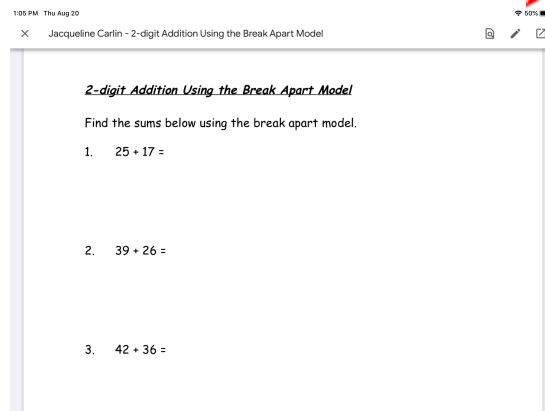 1:05 PM Thu Aug 20
50%
Jacqueline Carlin - 2-digit Addition Using the Break Apart Model
2-digit Addition Using the Break Apart Model
Find the sums below using the break apart model.
1. 25 + 17 =
2. 39 + 26 =
3. 42 + 36 =